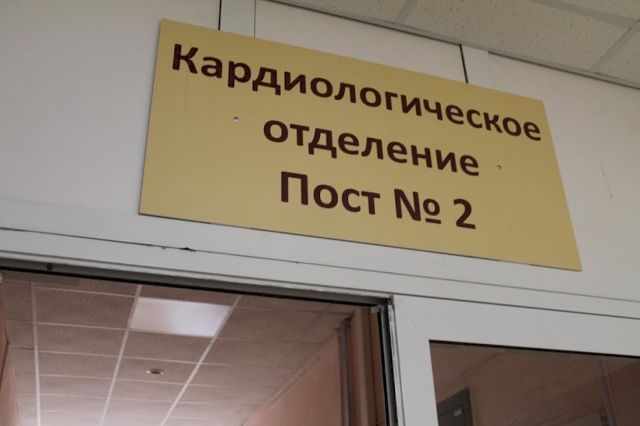 Кардиологическое
отделение
Пост № 2